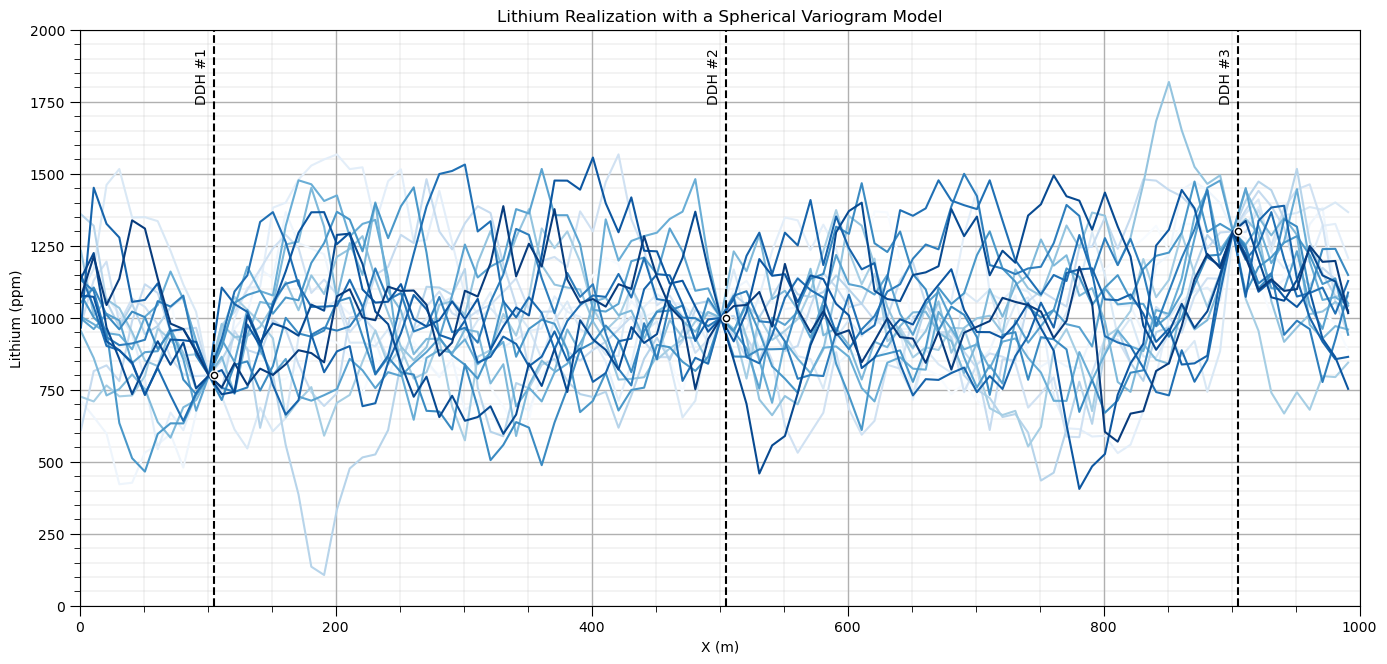 Lithium Realization with a Spherical Variogram Model
2000
1750
1500
1250
1000
750
500
250
0
Lithium (ppm)
DDH #1
DDH #2
DDH #3
0
200
400
600
800
1000
X (m)